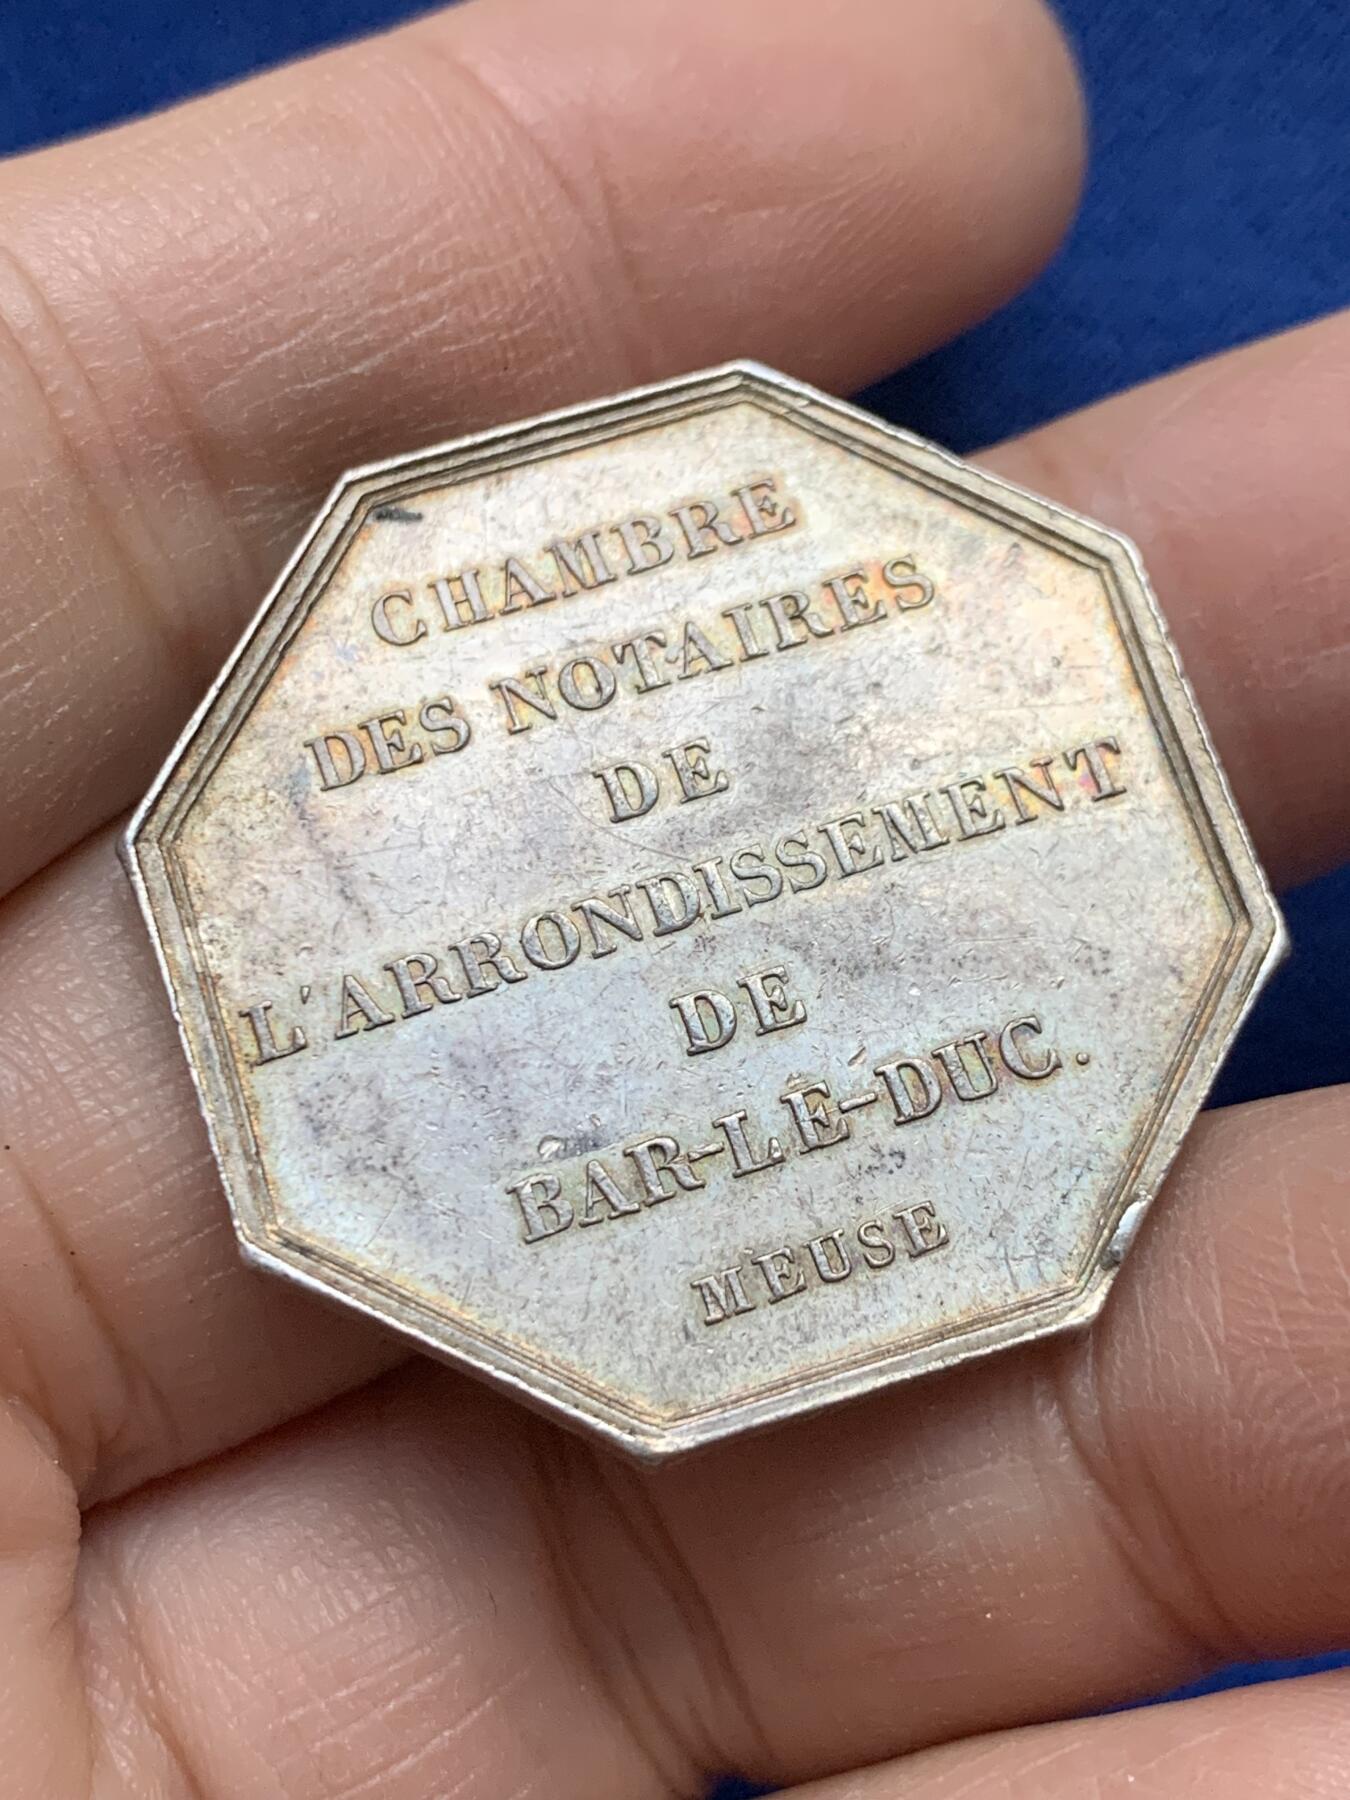 CHAMBRE
DES NOTAIRES
DE
L'ARRONDISSEMENT
DE
BAR-LE-DUC.
MEUSE